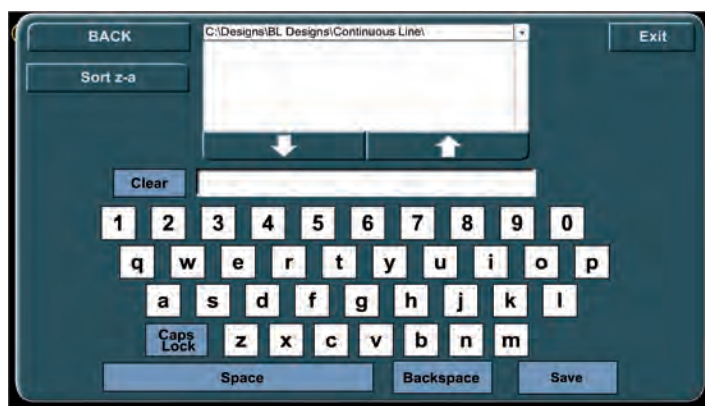 BACK
C:\Designs\BL Designs\Continuous Line\
Exit
Sort z-a
Clear
1 2 3 4 5 6 7 8 9 0
q w e r t y u i o p
a s d f g h j k l
Caps
Lock
z x c v b n m
Space Backspace Save